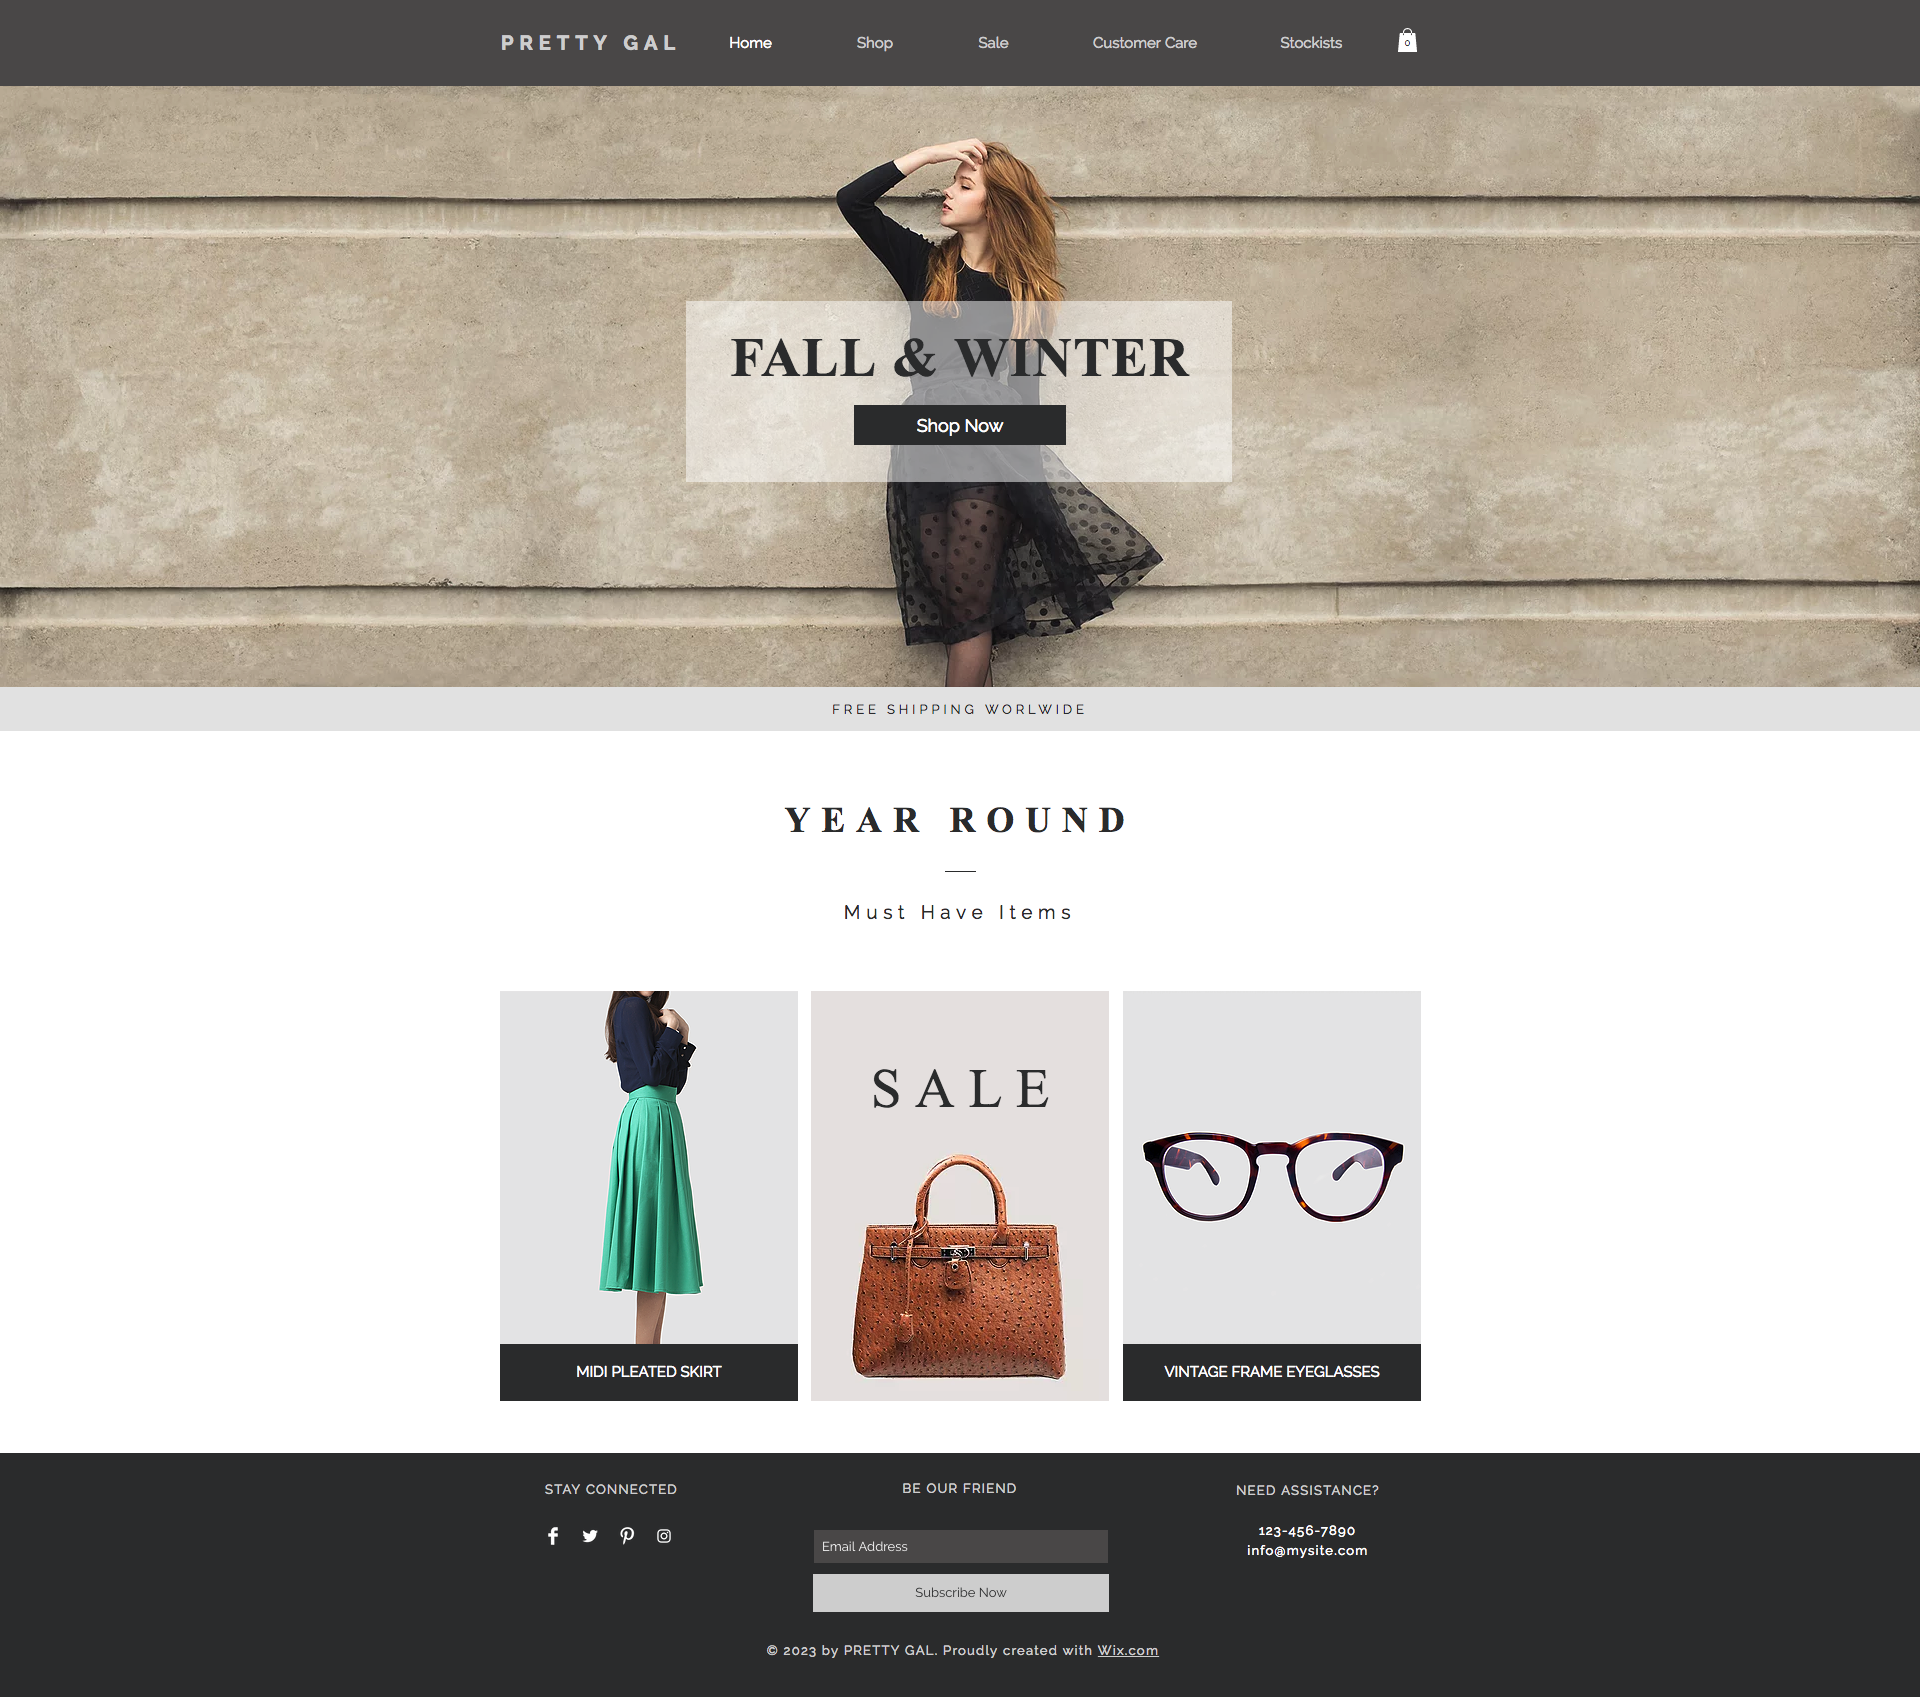 PRETTY GAL Home Shop Sale Customer Care Stockists 0
FALL & WINTER
Shop Now
FREE SHIPPING WORLWIDE
YEAR ROUND
Must Have Items
SALE
MIDI PLEATED SKIRT
VINTAGE FRAME EYEGLASSES
STAY CONNECTED
BE OUR FRIEND
Email Address
Subscribe Now
NEED ASSISTANCE?
123-456-7890
info@mysite.com
© 2023 by PRETTY GAL. Proudly created with Wix.com